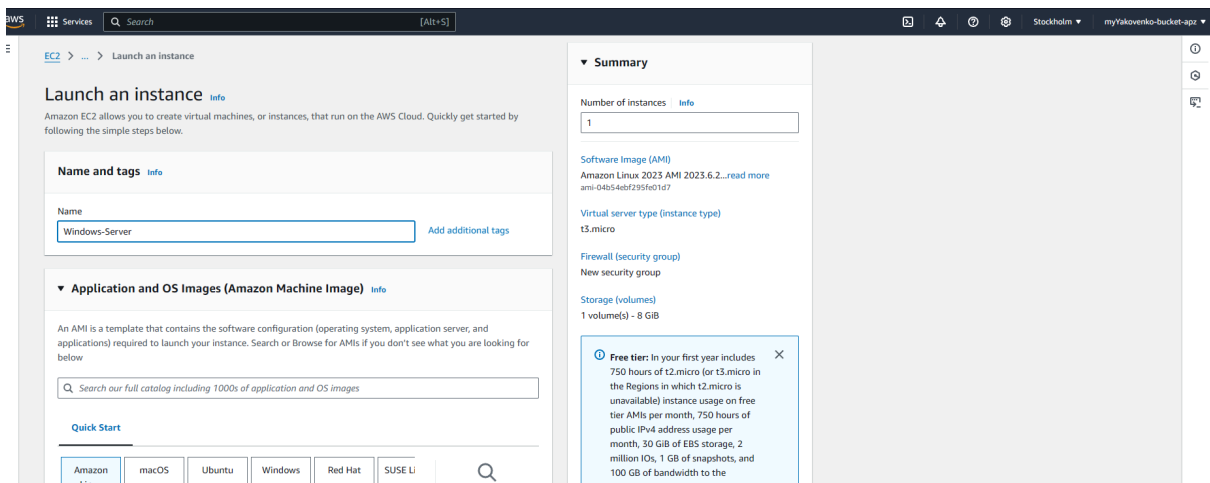 aws
Services
Search
[Alt+S]
Stockholm
myYakovenko-bucket-apz
EC2 > ... > Launch an instance
Launch an instance Info
Amazon EC2 allows you to create virtual machines, or instances, that run on the AWS Cloud. Quickly get started by
following the simple steps below.
Name and tags Info
Name
Windows-Server
Add additional tags
Application and OS Images (Amazon Machine Image) Info
An AMI is a template that contains the software configuration (operating system, application server, and
applications) required to launch your instance. Search or Browse for AMIs if you don't see what you are looking for
below
Search our full catalog including 1000s of application and OS images
Quick Start
Amazon
macOS
Ubuntu
Windows
Red Hat
SUSE Li
Summary
Number of instances Info
1
Software Image (AMI)
Amazon Linux 2023 AMI 2023.6.2...read more
ami-04b54ebf295fe01d7
Virtual server type (instance type)
t3.micro
Firewall (security group)
New security group
Storage (volumes)
1 volume(s) - 8 GiB
Free tier: In your first year includes
750 hours of t2.micro (or t3.micro in
the Regions in which t2.micro is
unavailable) instance usage on free
tier AMIs per month, 750 hours of
public IPv4 address usage per
month, 30 GiB of EBS storage, 2
million IOs, 1 GB of snapshots, and
100 GB of bandwidth to the